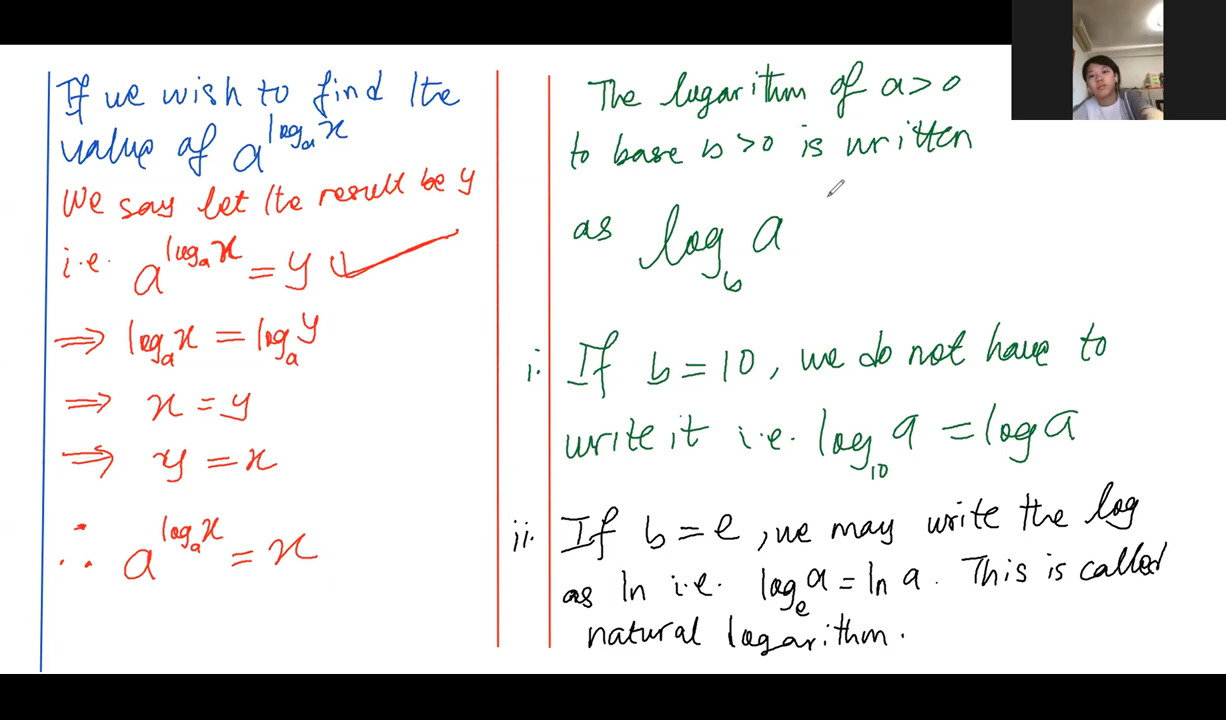 If we wish to find the
value of a^{log_a x}
We say let the result be y
i.e. a^{log_a x} = y ✓
⇒ log_a x = log_a y
⇒ x = y
⇒ y = x
∴ a^{log_a x} = x
The logarithm of a > 0
to base b > 0 is written
as log_b a
i. If b = 10, we do not have to
write it i.e. log_10 a = log a
ii. If b = e, we may write the log
as ln i.e. log_e a = ln a. This is called
natural logarithm.